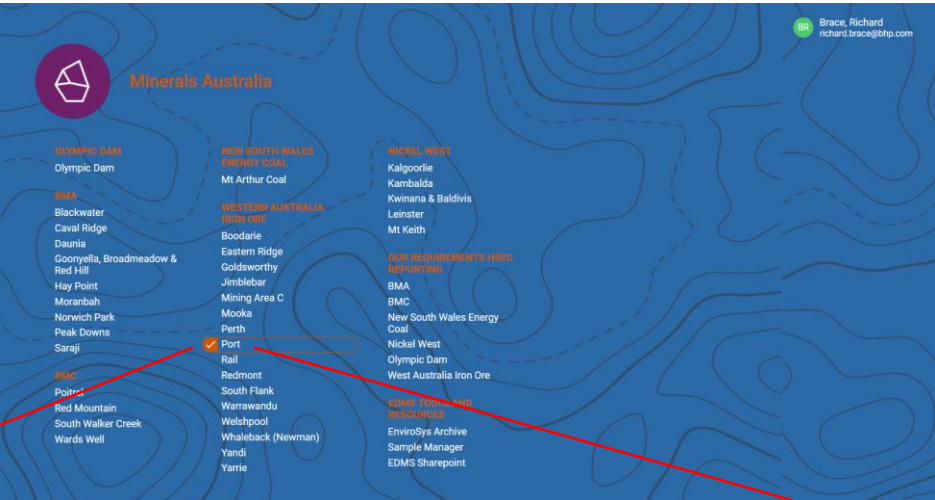 BR
Brace, Richard
richard.brace@bhp.com
Minerals Australia
OLYMPIC DAM
Olympic Dam
BMA
Blackwater
Caval Ridge
Daunia
Goonyella, Broadmeadow &
Red Hill
Hay Point
Moranbah
Norwich Park
Peak Downs
Saraji
BMC
Poitrel
Red Mountain
South Walker Creek
Wards Well
NEW SOUTH WALES
ENERGY COAL
Mt Arthur Coal
WESTERN AUSTRALIA
IRON ORE
Boodarie
Eastern Ridge
Goldsworthy
Jimblebar
Mining Area C
Mooka
Perth
Port
Rail
Redmont
South Flank
Warrawandu
Welshpool
Whaleback (Newman)
Yandi
Yarrie
NICKEL WEST
Kalgoorlie
Kambalda
Kwinana & Baldivis
Leinster
Mt Keith
OUR REQUIREMENTS HSEC
REPORTING
BMA
BMC
New South Wales Energy
Coal
Nickel West
Olympic Dam
West Australia Iron Ore
EDMS TOOLS AND
RESOURCES
EnviroSys Archive
Sample Manager
EDMS Sharepoint